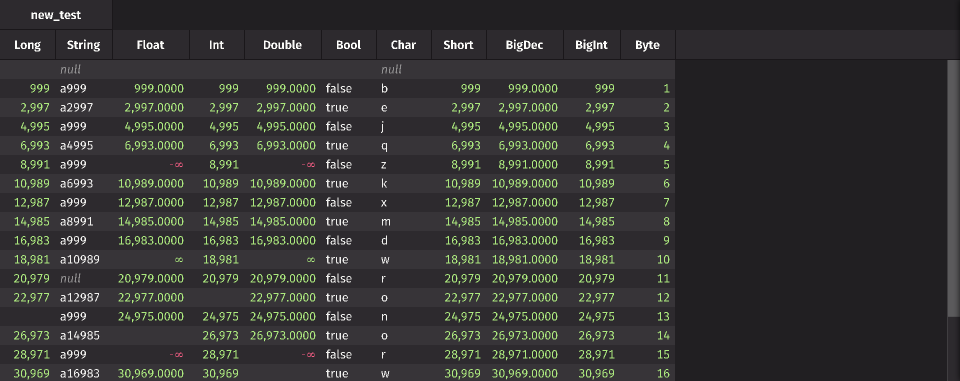 new_test
Long String Float Int Double Bool Char Short BigDec BigInt Byte
null null
999 a999 999.0000 999 999.0000 false b 999 999.0000 999 1
2,997 a2997 2,997.0000 2,997 2,997.0000 true e 2,997 2,997.0000 2,997 2
4,995 a999 4,995.0000 4,995 4,995.0000 false j 4,995 4,995.0000 4,995 3
6,993 a4995 6,993.0000 6,993 6,993.0000 true q 6,993 6,993.0000 6,993 4
8,991 a999 -∞ 8,991 -∞ false z 8,991 8,991.0000 8,991 5
10,989 a6993 10,989.0000 10,989 10,989.0000 true k 10,989 10,989.0000 10,989 6
12,987 a999 12,987.0000 12,987 12,987.0000 false x 12,987 12,987.0000 12,987 7
14,985 a8991 14,985.0000 14,985 14,985.0000 true m 14,985 14,985.0000 14,985 8
16,983 a999 16,983.0000 16,983 16,983.0000 false d 16,983 16,983.0000 16,983 9
18,981 a10989 ∞ 18,981 ∞ true w 18,981 18,981.0000 18,981 10
20,979 null 20,979.0000 20,979 20,979.0000 false r 20,979 20,979.0000 20,979 11
22,977 a12987 22,977.0000 22,977.0000 true o 22,977 22,977.0000 22,977 12
a999 24,975.0000 24,975 24,975.0000 false n 24,975 24,975.0000 24,975 13
26,973 a14985 26,973 26,973.0000 true o 26,973 26,973.0000 26,973 14
28,971 a999 -∞ 28,971 -∞ false r 28,971 28,971.0000 28,971 15
30,969 a16983 30,969.0000 30,969 true w 30,969 30,969.0000 30,969 16